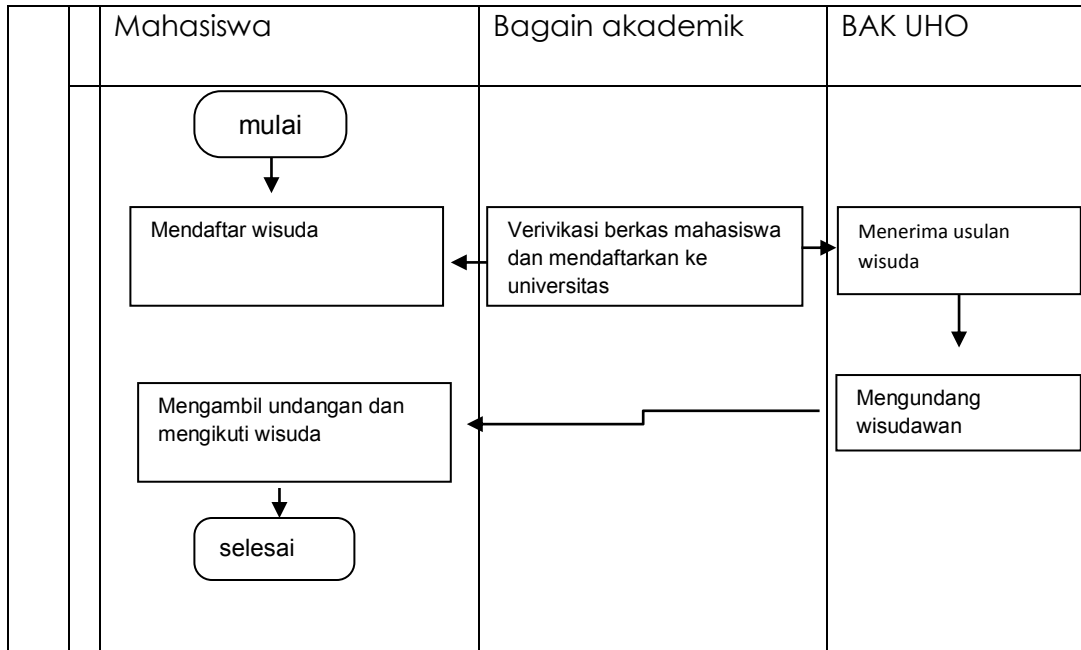 Mahasiswa
Bagain akademik
BAK UHO
mulai
Mendaftar wisuda
Verivikasi berkas mahasiswa
dan mendaftarkan ke
universitas
Menerima usulan
wisuda
Mengambil undangan dan
mengikuti wisuda
Mengundang
wisudawan
selesai